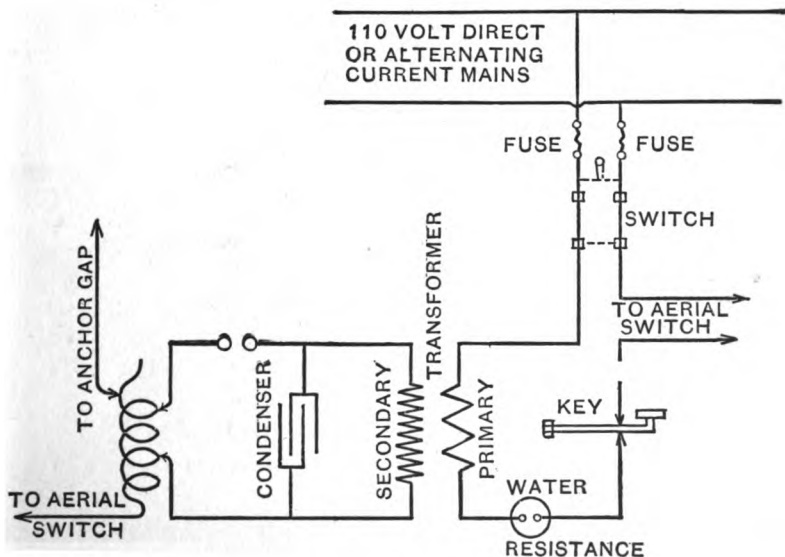 110 VOLT DIRECT
OR ALTERNATING
CURRENT MAINS
FUSE
FUSE
SWITCH
TO AERIAL
SWITCH
TRANSFORMER
TO ANCHOR GAP
CONDENSER
SECONDARY
PRIMARY
KEY
WATER
RESISTANCE
TO AERIAL
SWITCH